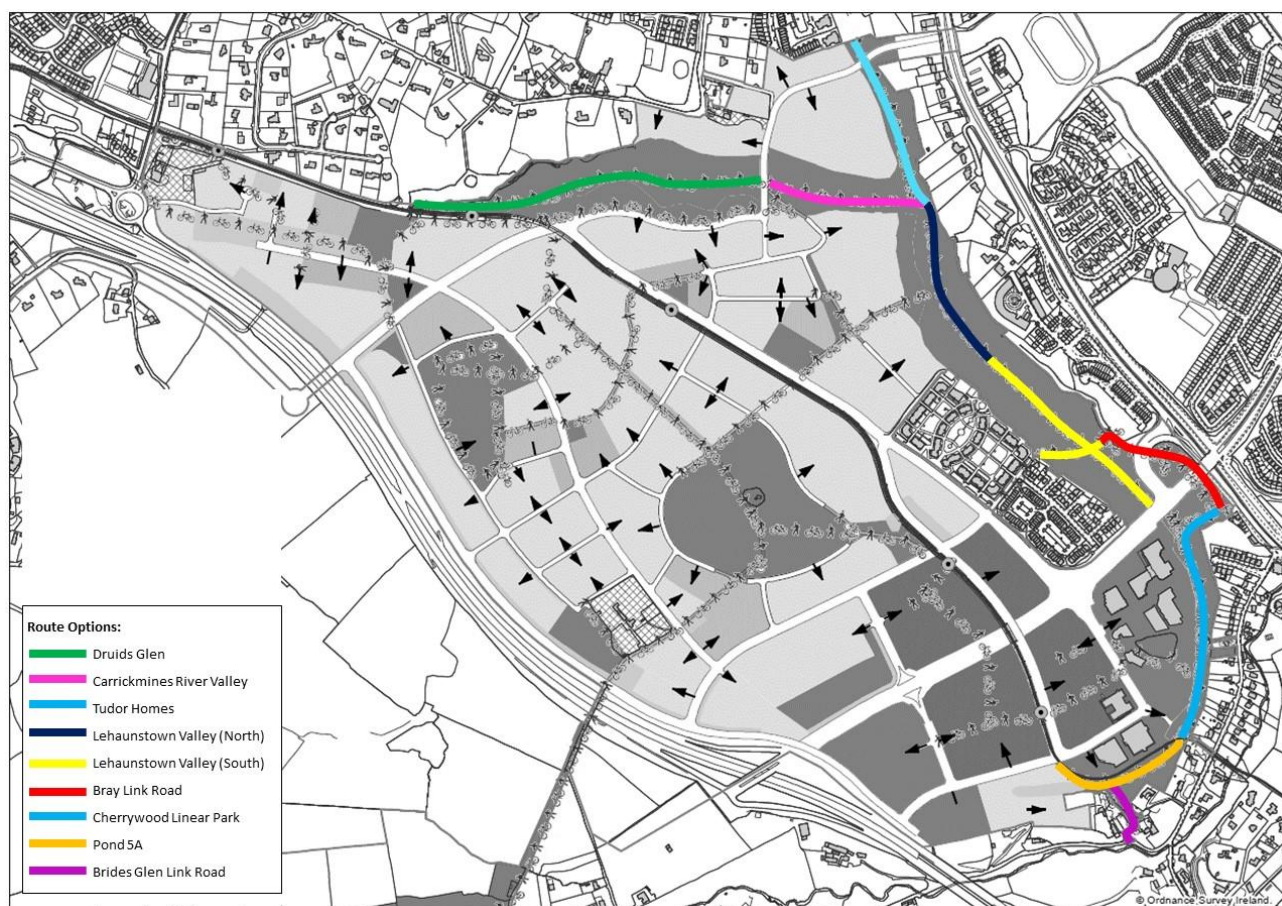 Route Options:
Druids Glen
Carrickmines River Valley
Tudor Homes
Lehaunstown Valley (North)
Lehaunstown Valley (South)
Bray Link Road
Cherrywood Linear Park
Pond 5A
Brides Glen Link Road
© Ordnance Survey Ireland.